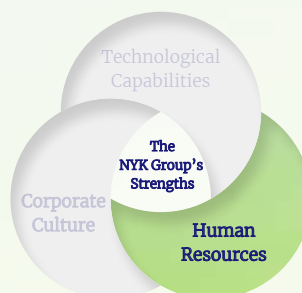 Technological
Capabilities
The
NYK Group's
Strengths
Corporate
Culture
Human
Resources